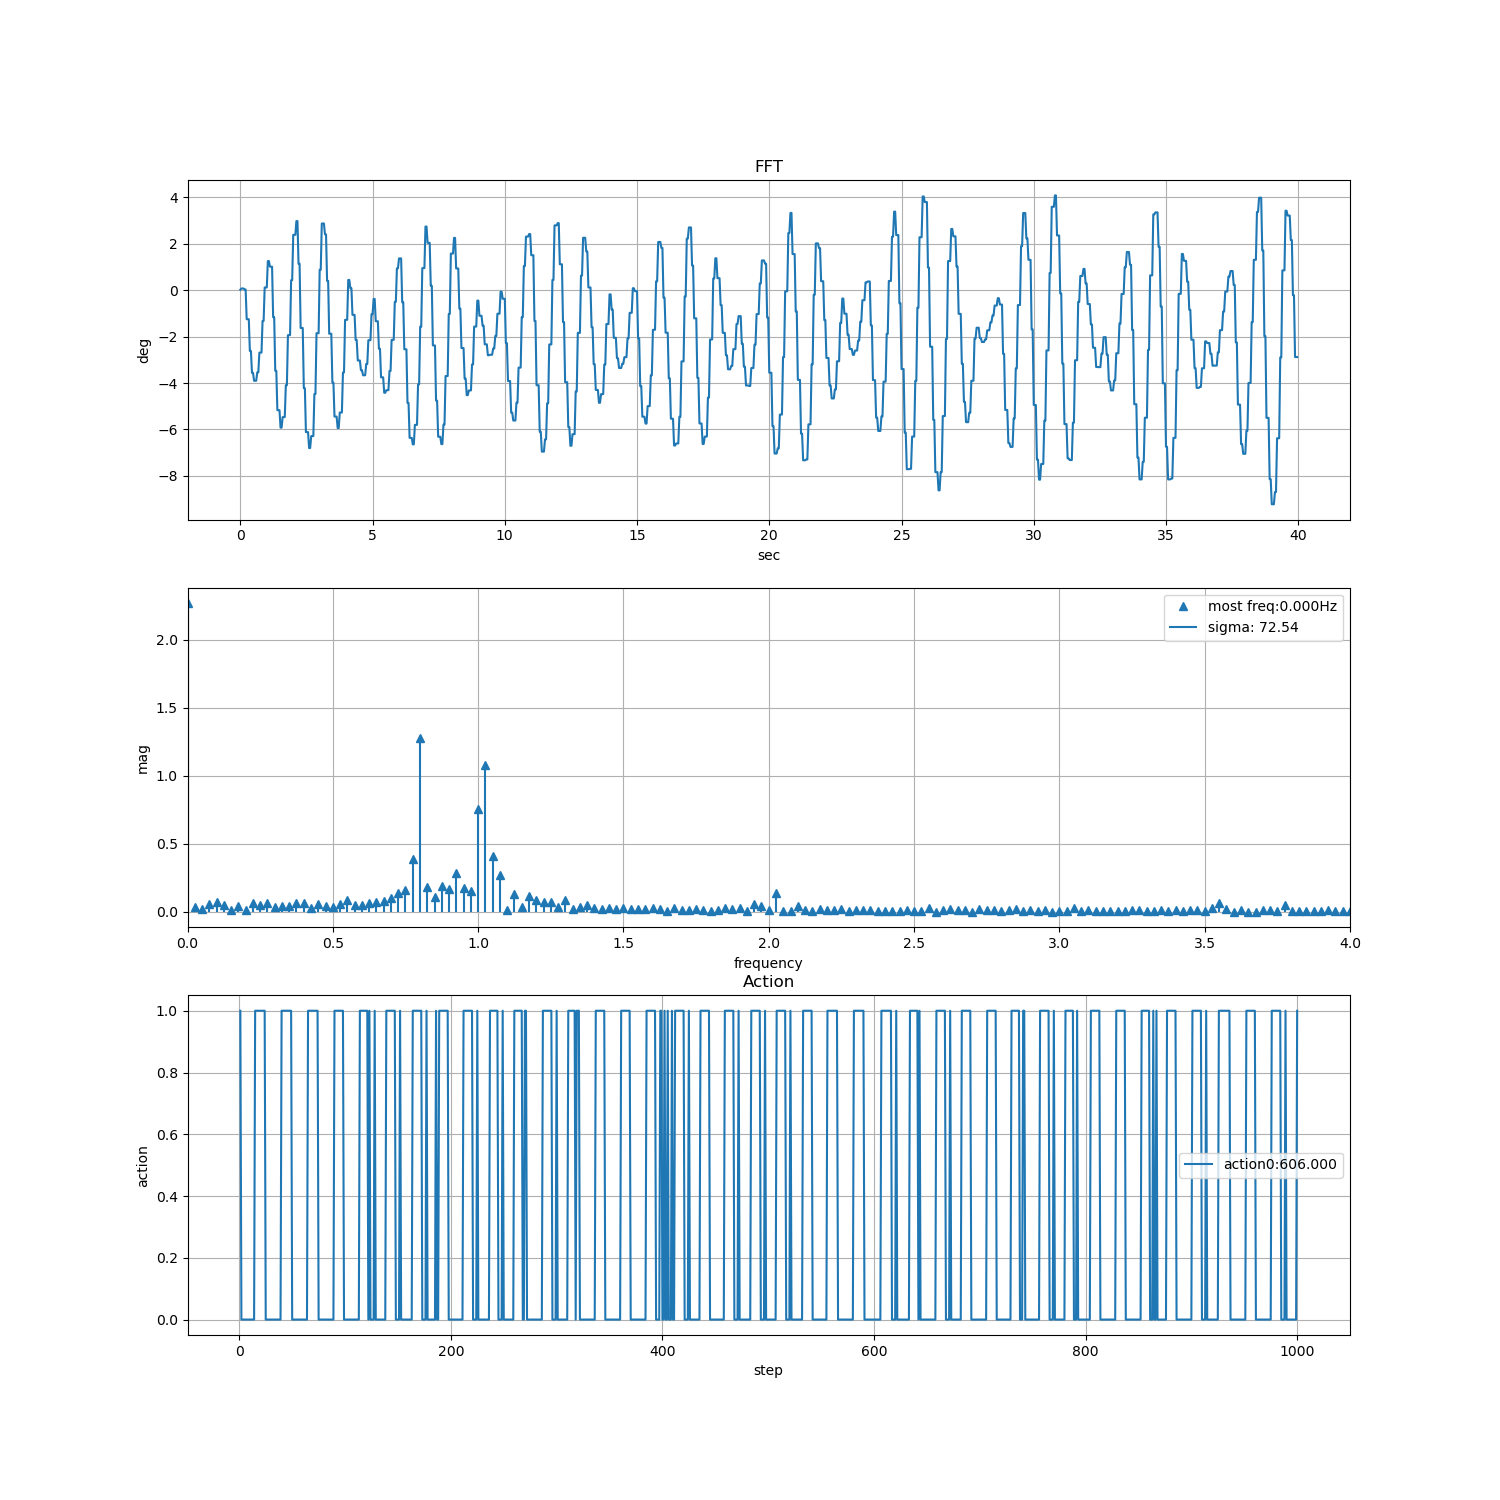 FFT
4
2
0
−2
−4
−6
−8
deg
0 5 10 15 20 25 30 35 40
sec
most freq:0.000Hz
sigma: 72.54
2.0
1.5
1.0
0.5
0.0
mag
0.0 0.5 1.0 1.5 2.0 2.5 3.0 3.5 4.0
frequency
Action
1.0
0.8
0.6
0.4
0.2
0.0
action
action0:606.000
0 200 400 600 800 1000
step